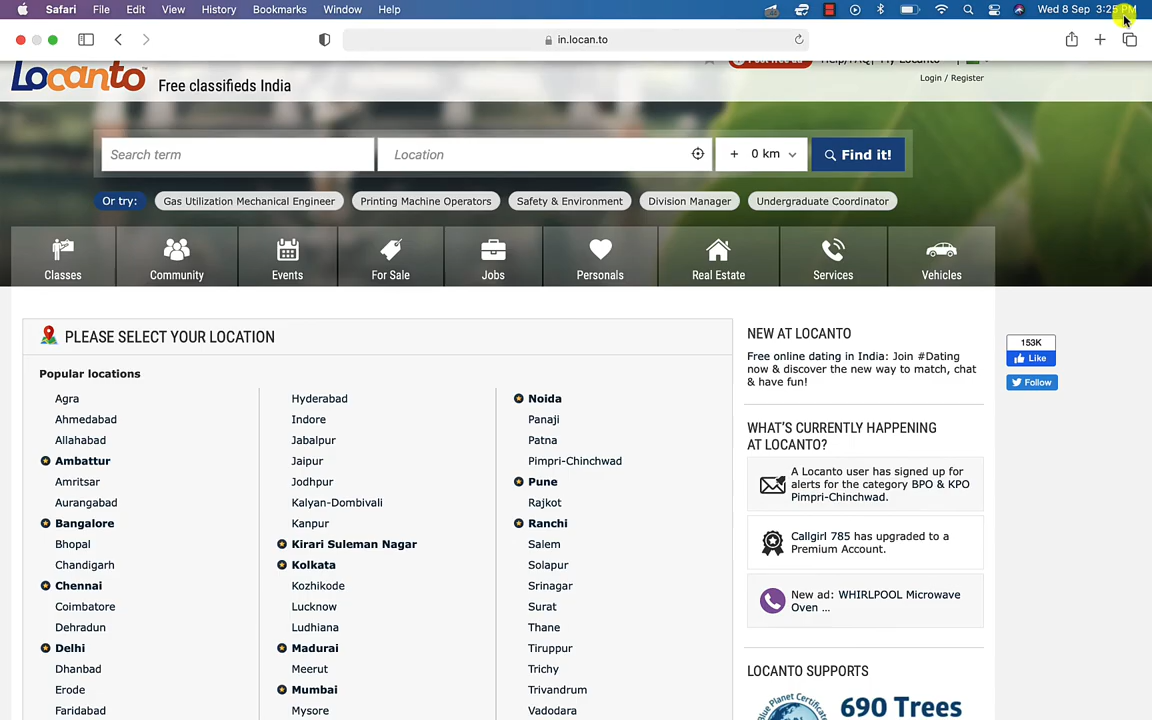 Safari File Edit View History Bookmarks Window Help Wed 8 Sep 3:25 PM
in.locan.to
Locanto™ Free classifieds India
Login / Register
Search term Location + 0 km Find it!
Or try: Gas Utilization Mechanical Engineer Printing Machine Operators Safety & Environment Division Manager Undergraduate Coordinator
Classes Community Events For Sale Jobs Personals Real Estate Services Vehicles
PLEASE SELECT YOUR LOCATION
Popular locations
Agra
Ahmedabad
Allahabad
Ambattur
Amritsar
Aurangabad
Bangalore
Bhopal
Chandigarh
Chennai
Coimbatore
Dehradun
Delhi
Dhanbad
Erode
Faridabad
Hyderabad
Indore
Jabalpur
Jaipur
Jodhpur
Kalyan-Dombivali
Kanpur
Kirari Suleman Nagar
Kolkata
Kozhikode
Lucknow
Ludhiana
Madurai
Meerut
Mumbai
Mysore
Noida
Panaji
Patna
Pimpri-Chinchwad
Pune
Rajkot
Ranchi
Salem
Solapur
Srinagar
Surat
Thane
Tiruppur
Trichy
Trivandrum
Vadodara
NEW AT LOCANTO
Free online dating in India: Join #Dating
now & discover the new way to match, chat
& have fun!
WHAT'S CURRENTLY HAPPENING
AT LOCANTO?
A Locanto user has signed up for
alerts for the category BPO & KPO
Pimpri-Chinchwad.
Callgirl 785 has upgraded to a
Premium Account.
New ad: WHIRLPOOL Microwave
Oven ...
LOCANTO SUPPORTS
690 Trees
153K
Like
Follow